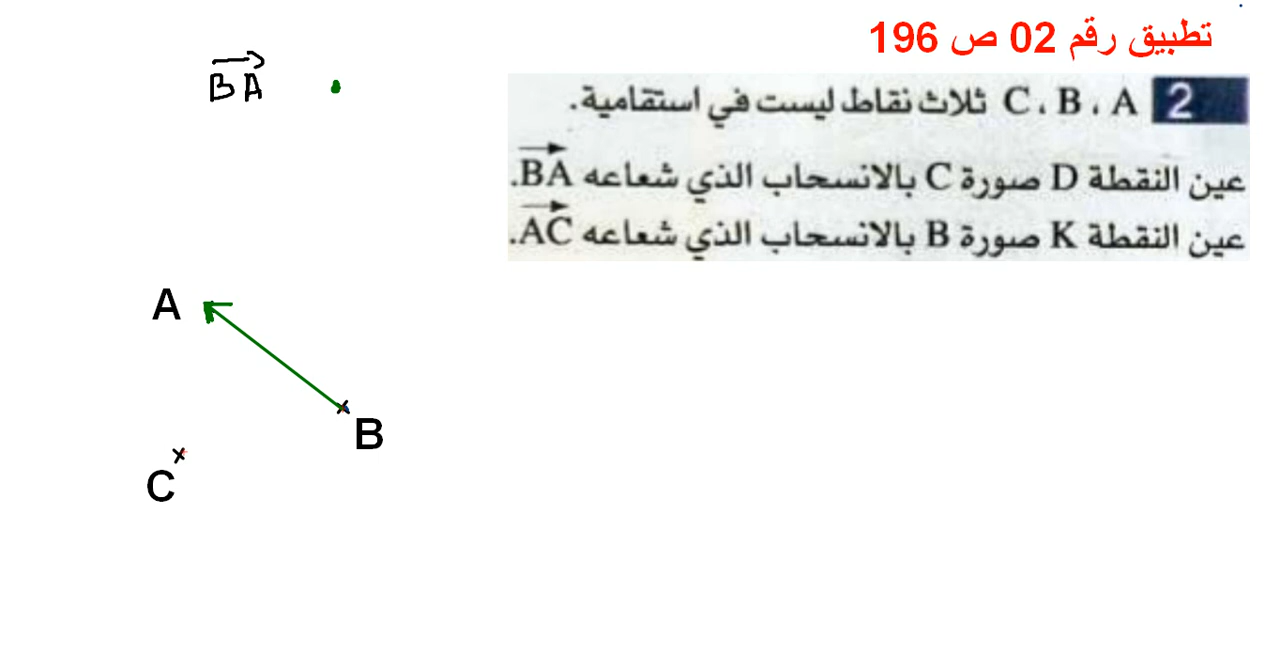 تطبيق رقم 02 ص 196
2 C، B، A ثلاث نقاط ليست في استقامية.
عين النقطة D صورة C بالانسحاب الذي شعاعه BA.
عين النقطة K صورة B بالانسحاب الذي شعاعه AC.
BA
A
B
C